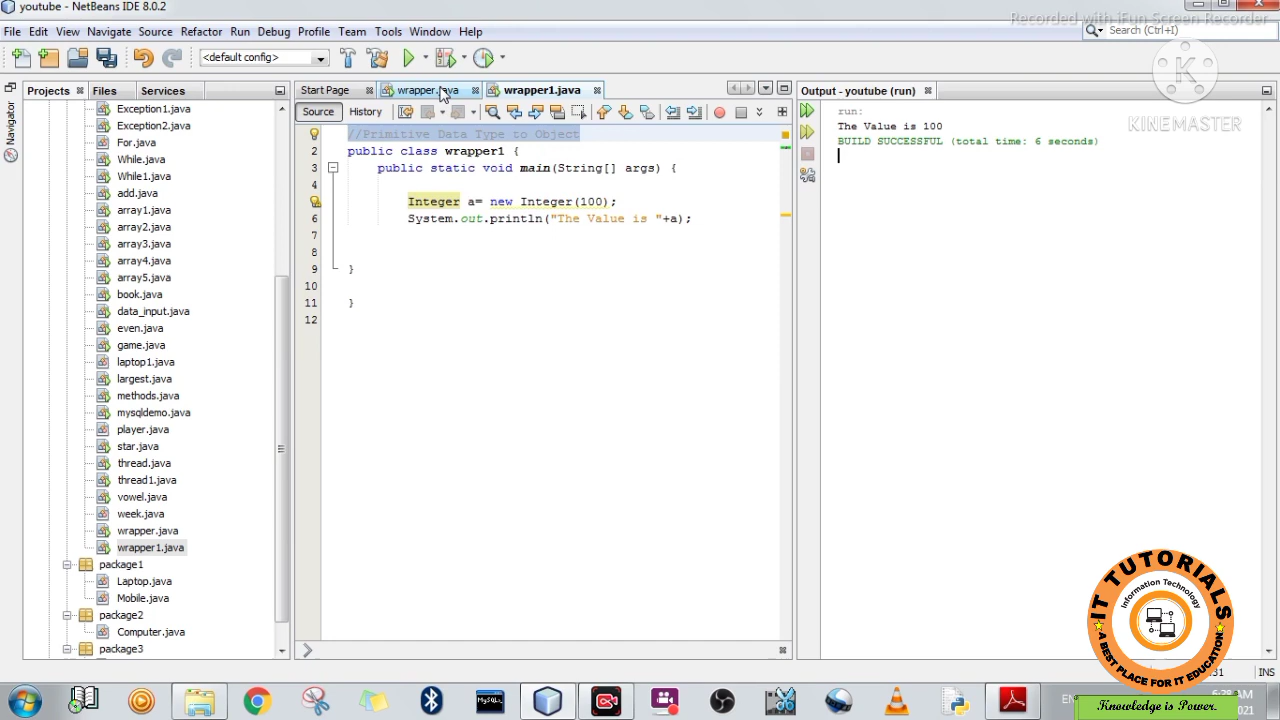 youtube - NetBeans IDE 8.0.2
Recorded with iFun Screen Recorder
File Edit View Navigate Source Refactor Run Debug Profile Team Tools Window Help
Search (Ctrl+I)
<default config>
K
KINEMASTER
Projects Files Services
Start Page wrapper.java wrapper1.java
Output - youtube (run)
Navigator
Source History
Exception1.java
Exception2.java
For.java
While.java
While1.java
add.java
array1.java
array2.java
array3.java
array4.java
array5.java
book.java
data_input.java
even.java
game.java
laptop1.java
largest.java
methods.java
mysqldemo.java
player.java
star.java
thread.java
thread1.java
vowel.java
week.java
wrapper.java
wrapper1.java
package1
Laptop.java
Mobile.java
package2
Computer.java
package3
//Primitive Data Type to Object
public class wrapper1 {
3 public static void main(String[] args) {
4
Integer a= new Integer(100);
6 System.out.println("The Value is "+a);
7
8
9 }
10
11 }
12
run:
The Value is 100
BUILD SUCCESSFUL (total time: 6 seconds)
IT TUTORIALS
Information Technology
A BEST PLACE FOR IT EDUCATION
Knowledge is Power.
INS
MySQL
EN